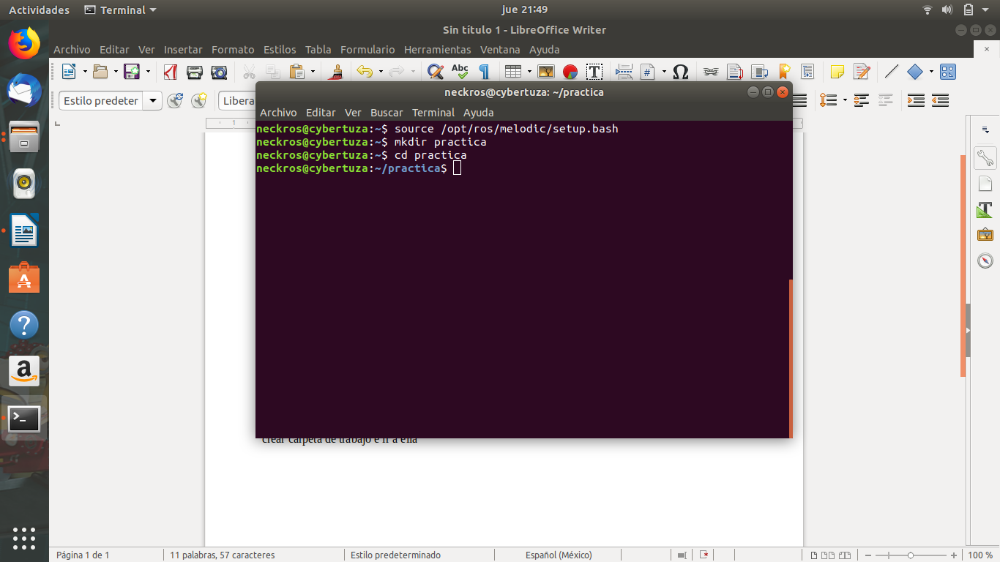 Actividades Terminal jue 21:49
Sin título 1 - LibreOffice Writer
Archivo Editar Ver Insertar Formato Estilos Tabla Formulario Herramientas Ventana Ayuda
Abc
Estilo predeter
Libera
neckros@cybertuza: ~/practica
Archivo Editar Ver Buscar Terminal Ayuda
1
neckros@cybertuza:~$ source /opt/ros/melodic/setup.bash
neckros@cybertuza:~$ mkdir practica
neckros@cybertuza:~$ cd practica
neckros@cybertuza:~/practica$
crear carpeta de trabajo e ir a ella
Página 1 de 1 11 palabras, 57 caracteres Estilo predeterminado Español (México) 100 %